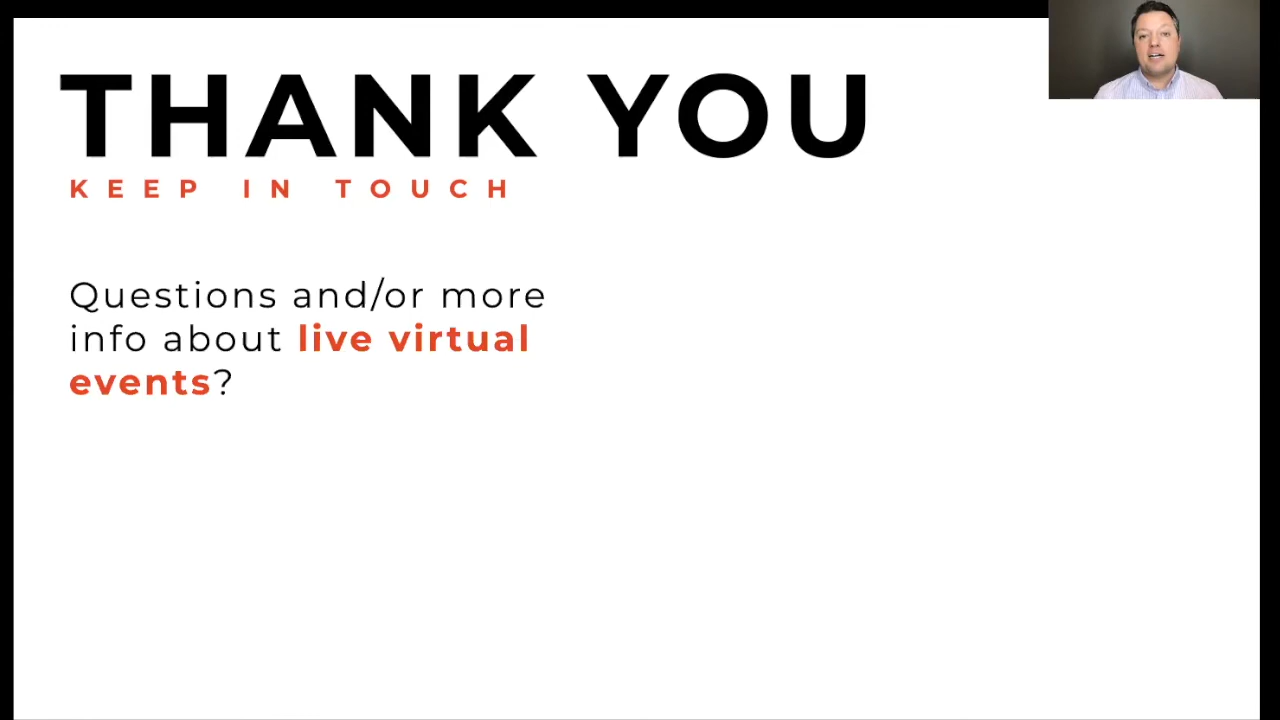 THANK YOU
KEEP IN TOUCH
Questions and/or more
info about live virtual
events?